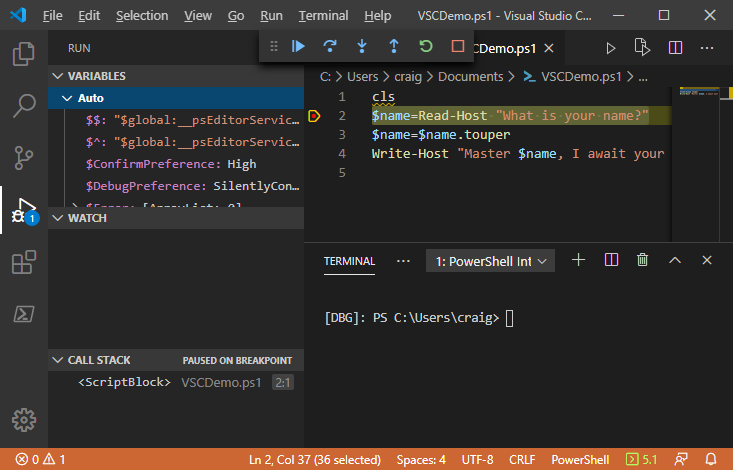 File Edit Selection View Go Run Terminal Help VSCDemo.ps1 - Visual Studio C...
RUN
CDemo.ps1
VARIABLES
Auto
$$: "$global:__psEditorServic...
$^: "$global:__psEditorServic...
$ConfirmPreference: High
$DebugPreference: SilentlyCon...
$Error: [ArrayList: 0]
WATCH
CALL STACK PAUSED ON BREAKPOINT
<ScriptBlock> VSCDemo.ps1 2:1
1
C: > Users > craig > Documents > VSCDemo.ps1 > ...
1 cls
2 $name=Read-Host "What is your name?"
3 $name=$name.touper
4 Write-Host "Master $name, I await your
5
TERMINAL ... 1: PowerShell Int
[DBG]: PS C:\Users\craig>
0 1 Ln 2, Col 37 (36 selected) Spaces: 4 UTF-8 CRLF PowerShell 5.1